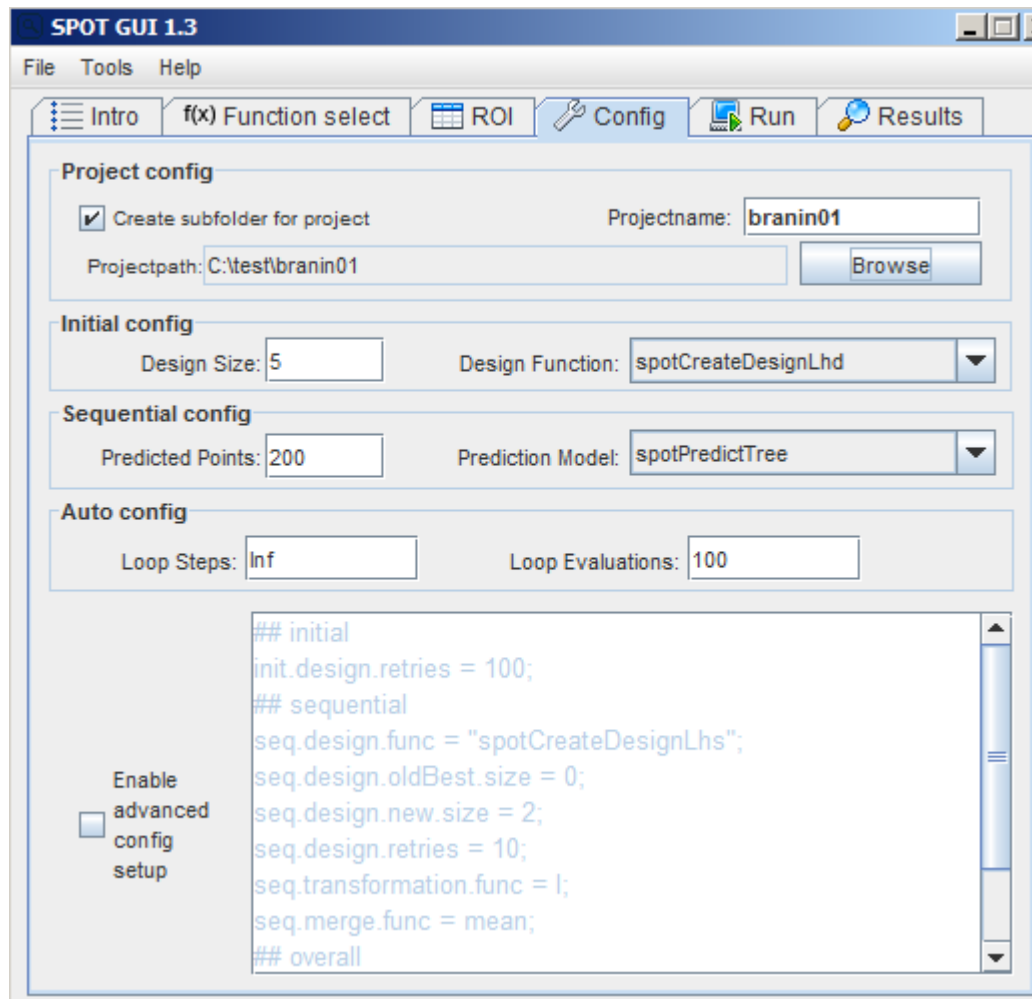 SPOT GUI 1.3
File Tools Help
Intro f(x) Function select ROI Config Run Results
Project config
Create subfolder for project Projectname: branin01
Projectpath: C:\test\branin01 Browse
Initial config
Design Size: 5 Design Function: spotCreateDesignLhd
Sequential config
Predicted Points: 200 Prediction Model: spotPredictTree
Auto config
Loop Steps: Inf Loop Evaluations: 100
Enable
advanced
config
setup
## initial
init.design.retries = 100;
## sequential
seq.design.func = "spotCreateDesignLhs";
seq.design.oldBest.size = 0;
seq.design.new.size = 2;
seq.design.retries = 10;
seq.transformation.func = I;
seq.merge.func = mean;
## overall